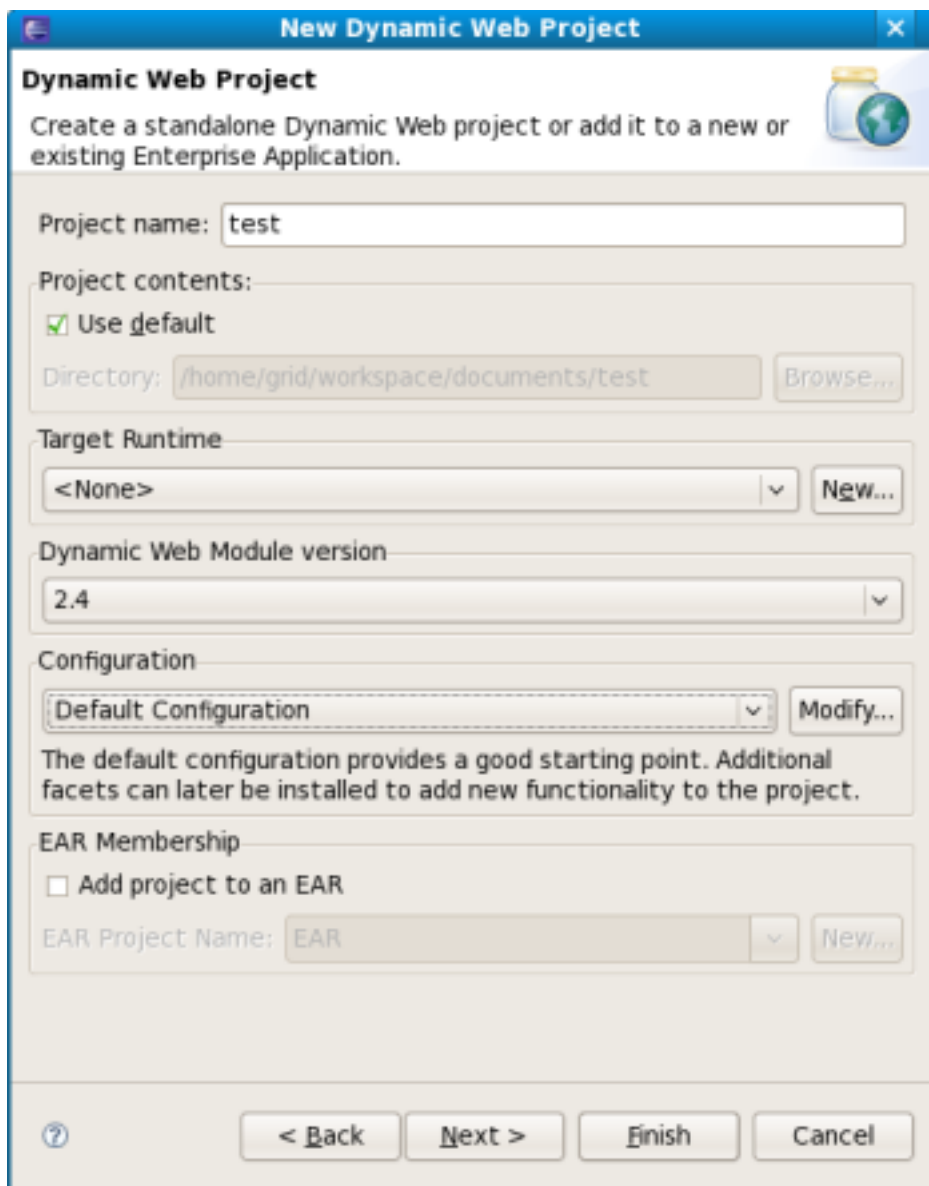 New Dynamic Web Project
Dynamic Web Project
Create a standalone Dynamic Web project or add it to a new or
existing Enterprise Application.
Project name: test
Project contents:
Use default
Directory: /home/grid/workspace/documents/test Browse...
Target Runtime
<None> New...
Dynamic Web Module version
2.4
Configuration
Default Configuration Modify...
The default configuration provides a good starting point. Additional
facets can later be installed to add new functionality to the project.
EAR Membership
Add project to an EAR
EAR Project Name: EAR New...
? < Back Next > Finish Cancel